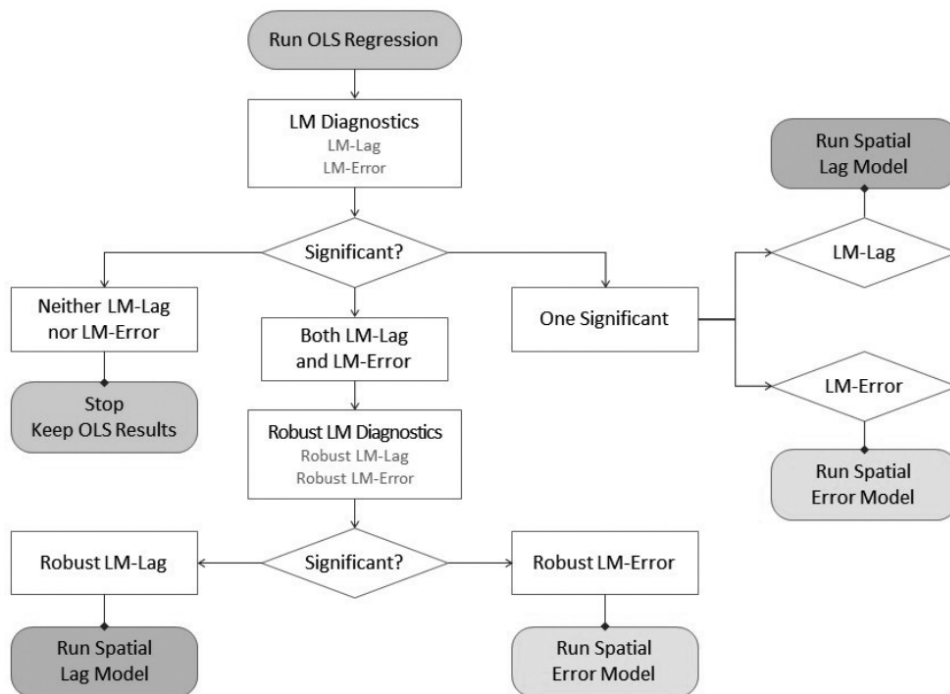 Run OLS Regression
LM Diagnostics
LM-Lag
LM-Error
Run Spatial
Lag Model
Significant?
LM-Lag
Neither LM-Lag
nor LM-Error
Both LM-Lag
and LM-Error
One Significant
Stop
Keep OLS Results
LM-Error
Robust LM Diagnostics
Robust LM-Lag
Robust LM-Error
Run Spatial
Error Model
Robust LM-Lag
Significant?
Robust LM-Error
Run Spatial
Lag Model
Run Spatial
Error Model